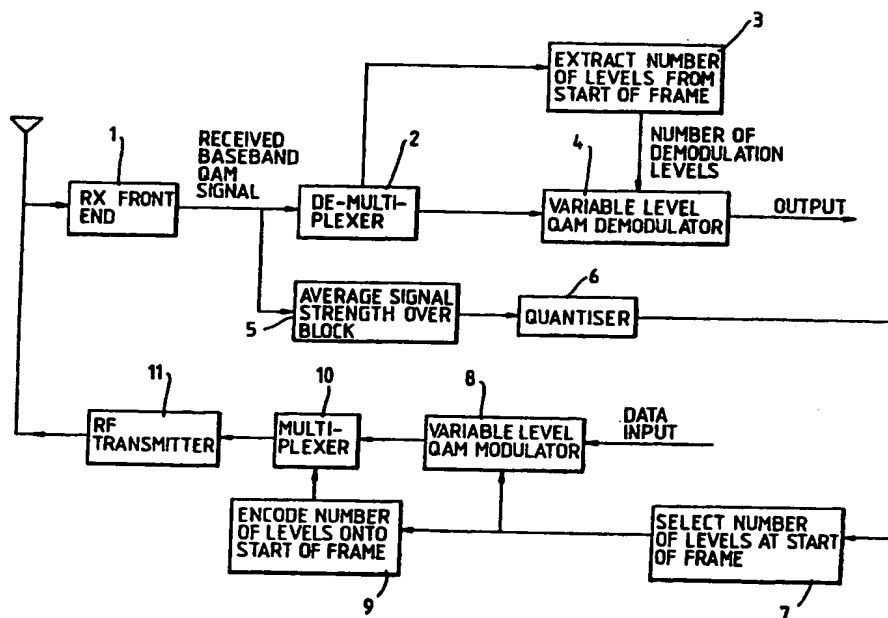 3
EXTRACT NUMBER
OF LEVELS FROM
START OF FRAME
1
RECEIVED
BASEBAND
QAM
SIGNAL
2
4
NUMBER OF
DEMODULATION
LEVELS
RX FRONT
END
DE-MULTI-
PLEXER
VARIABLE LEVEL
QAM DEMODULATOR
OUTPUT
5
AVERAGE SIGNAL
STRENGTH OVER
BLOCK
6
QUANTISER
11
10
8
RF
TRANSMITTER
MULTI-
PLEXER
VARIABLE LEVEL
QAM MODULATOR
DATA
INPUT
ENCODE NUMBER
OF LEVELS ONTO
START OF FRAME
9
SELECT NUMBER
OF LEVELS AT START
OF FRAME
7